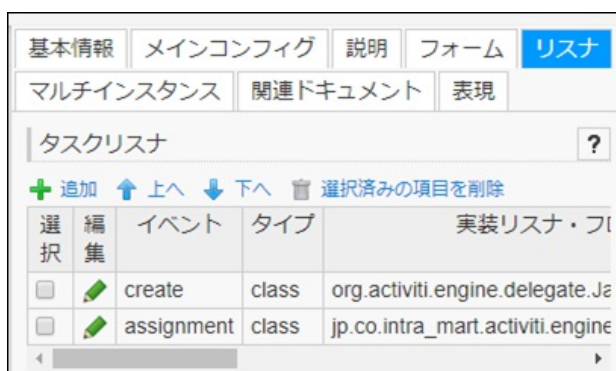 基本情報 メインコンフィグ 説明 フォーム リスナ
マルチインスタンス 関連ドキュメント 表現
タスクリスナ ?
追加 上へ 下へ 選択済みの項目を削除
選択 編集 イベント タイプ 実装リスナ・フ
create class org.activiti.engine.delegate.Ja
assignment class jp.co.intra_mart.activiti.engine